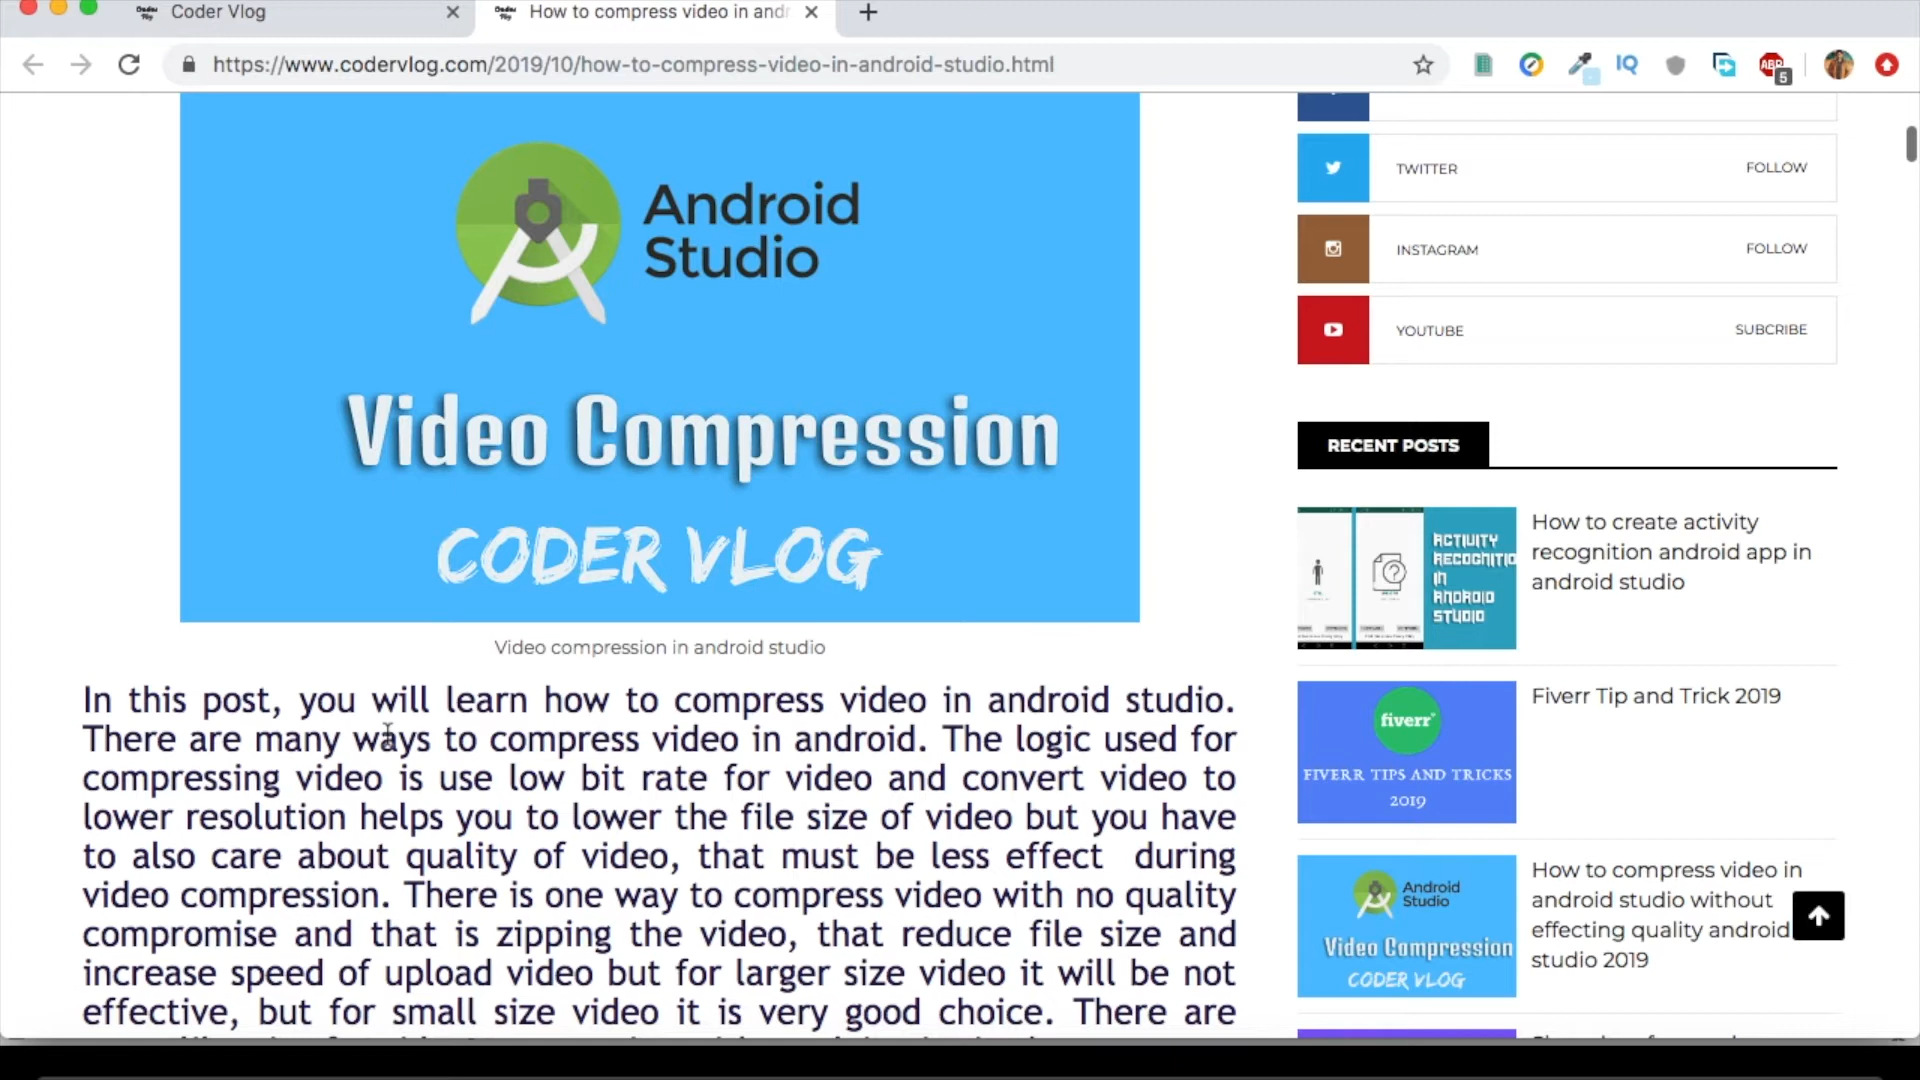 Coder Vlog
How to compress video in andr
https://www.codervlog.com/2019/10/how-to-compress-video-in-android-studio.html
IQ
ABP
5
Android
Studio
Video Compression
CODER VLOG
Video compression in android studio
In this post, you will learn how to compress video in android studio.
There are many ways to compress video in android. The logic used for
compressing video is use low bit rate for video and convert video to
lower resolution helps you to lower the file size of video but you have
to also care about quality of video, that must be less effect during
video compression. There is one way to compress video with no quality
compromise and that is zipping the video, that reduce file size and
increase speed of upload video but for larger size video it will be not
effective, but for small size video it is very good choice. There are
TWITTER FOLLOW
INSTAGRAM FOLLOW
YOUTUBE SUBCRIBE
RECENT POSTS
ACTIVITY
RECOGNITIO
IN
ANDROID
STUDIO
How to create activity
recognition android app in
android studio
fiverr
FIVERR TIPS AND TRICKS
2019
Fiverr Tip and Trick 2019
Android
Studio
Video Compression
CODER VLOG
How to compress video in
android studio without
effecting quality android
studio 2019